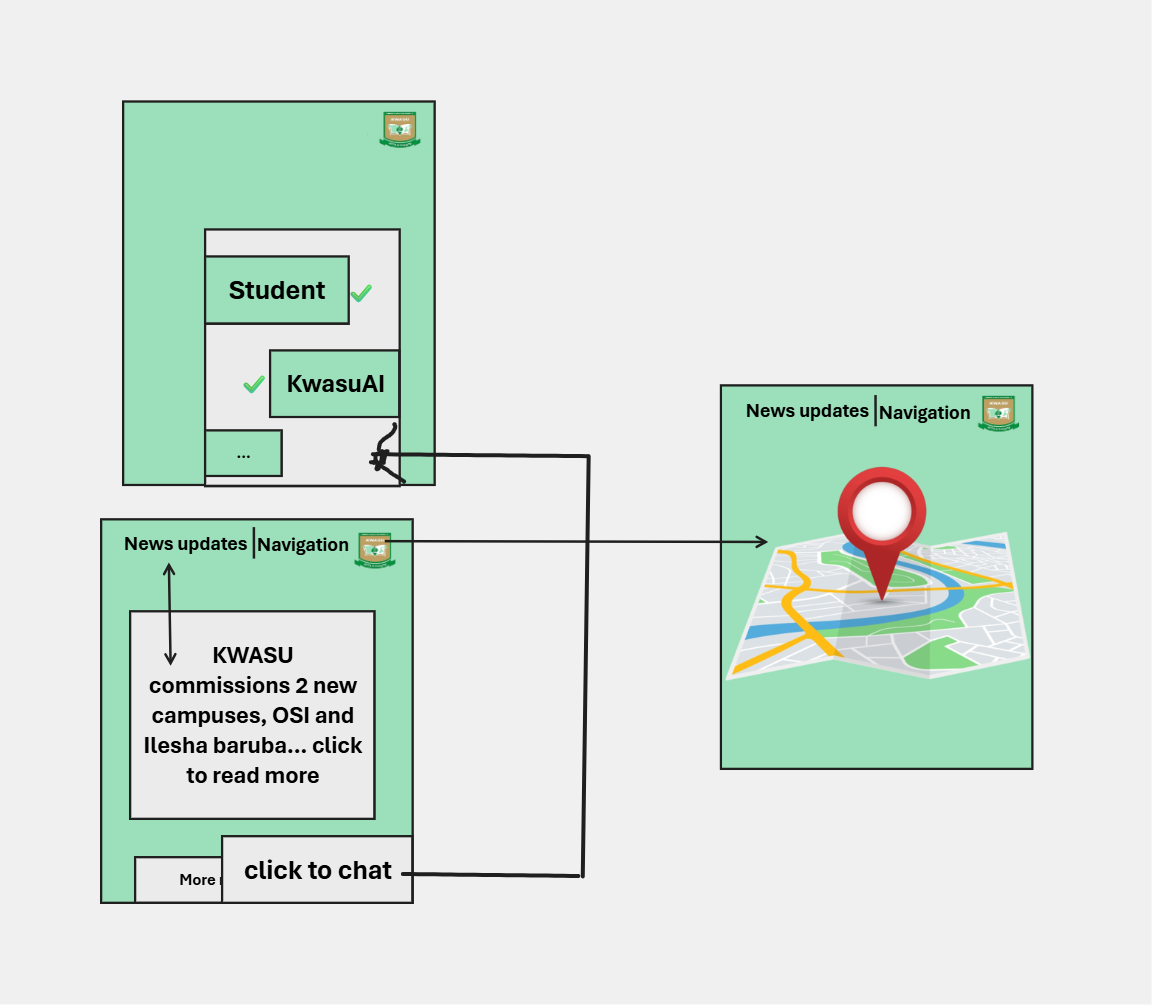 Student
KwasuAI
...
News updates | Navigation
KWASU
commissions 2 new
campuses, OSI and
Ilesha baruba... click
to read more
More
click to chat
News updates | Navigation